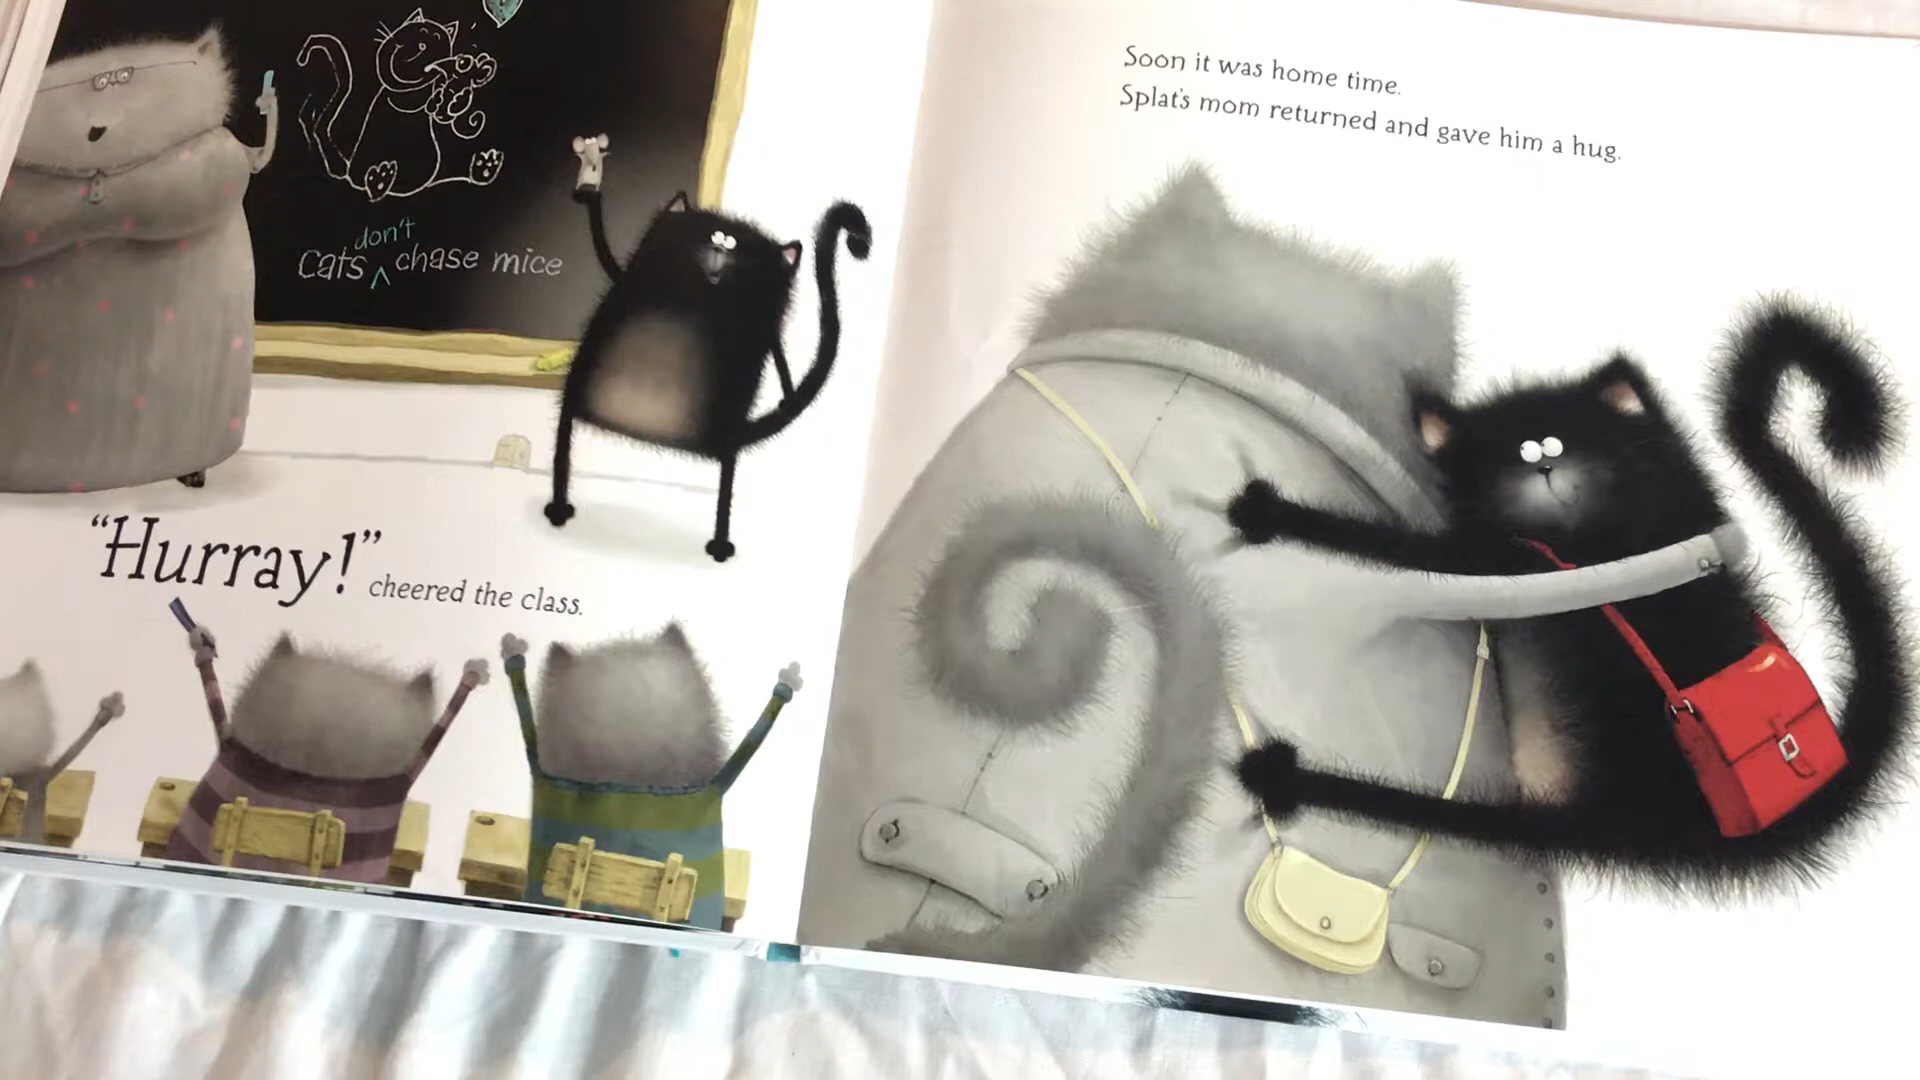 don't
Cats ^ chase mice
“Hurray!” cheered the class.
Soon it was home time.
Splat's mom returned and gave him a hug.